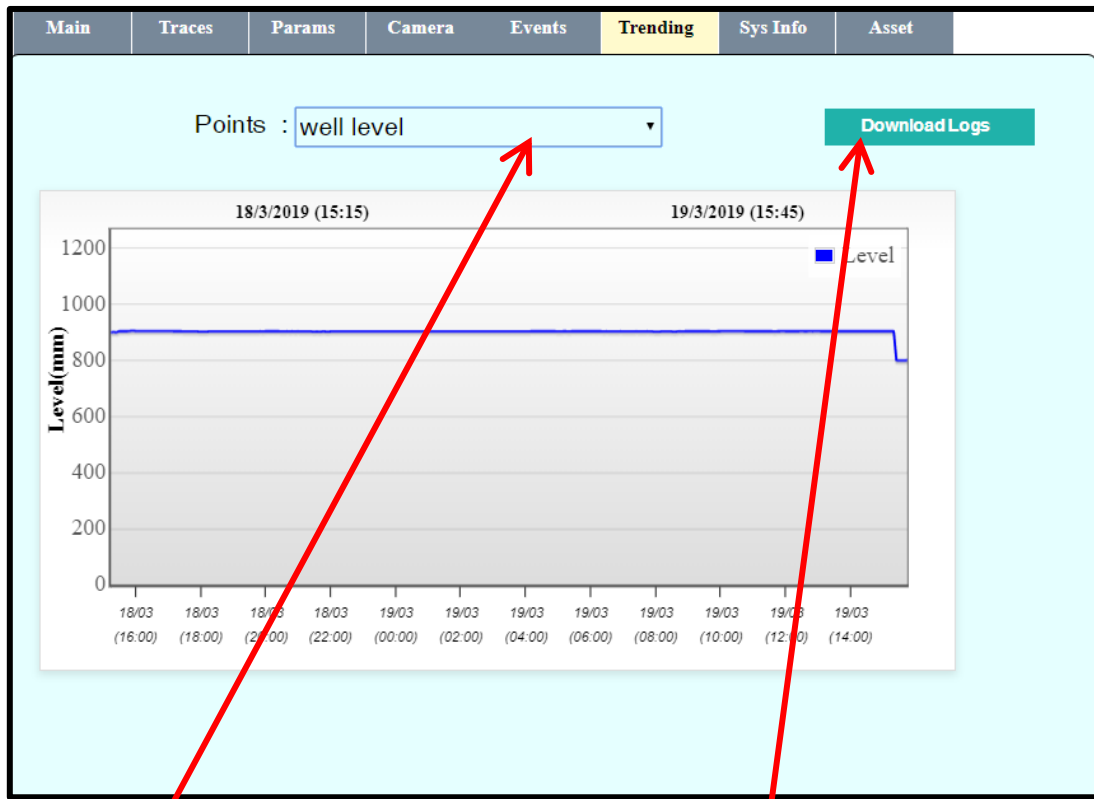 Main Traces Params Camera Events Trending Sys Info Asset
Points : well level
Download Logs
18/3/2019 (15:15) 19/3/2019 (15:45)
Level
Level(mm)
1200
1000
800
600
400
200
0
18/03 18/03 18/03 18/03 19/03 19/03 19/03 19/03 19/03 19/03 19/03 19/03
(16:00) (18:00) (20:00) (22:00) (00:00) (02:00) (04:00) (06:00) (08:00) (10:00) (12:00) (14:00)